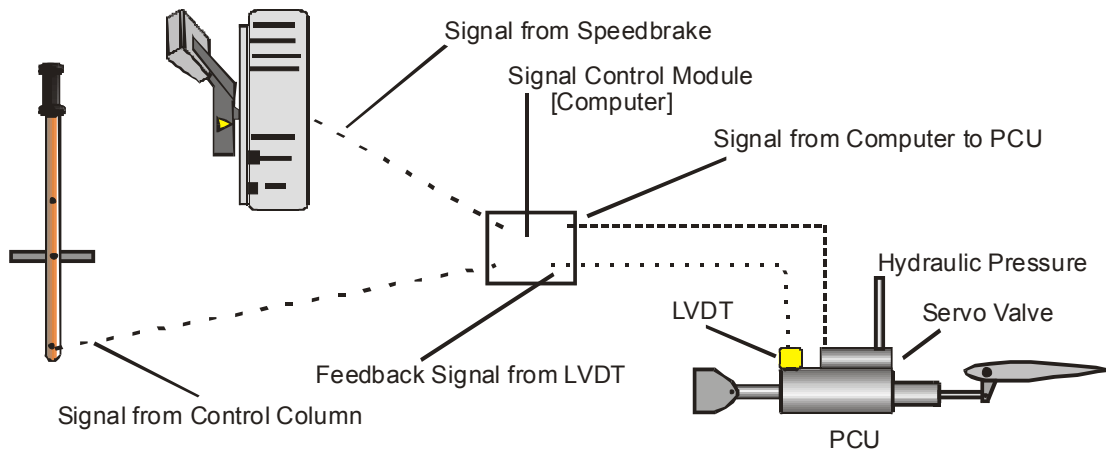 Signal from Speedbrake
Signal Control Module
[Computer]
Signal from Computer to PCU
Hydraulic Pressure
LVDT
Servo Valve
Feedback Signal from LVDT
Signal from Control Column
PCU